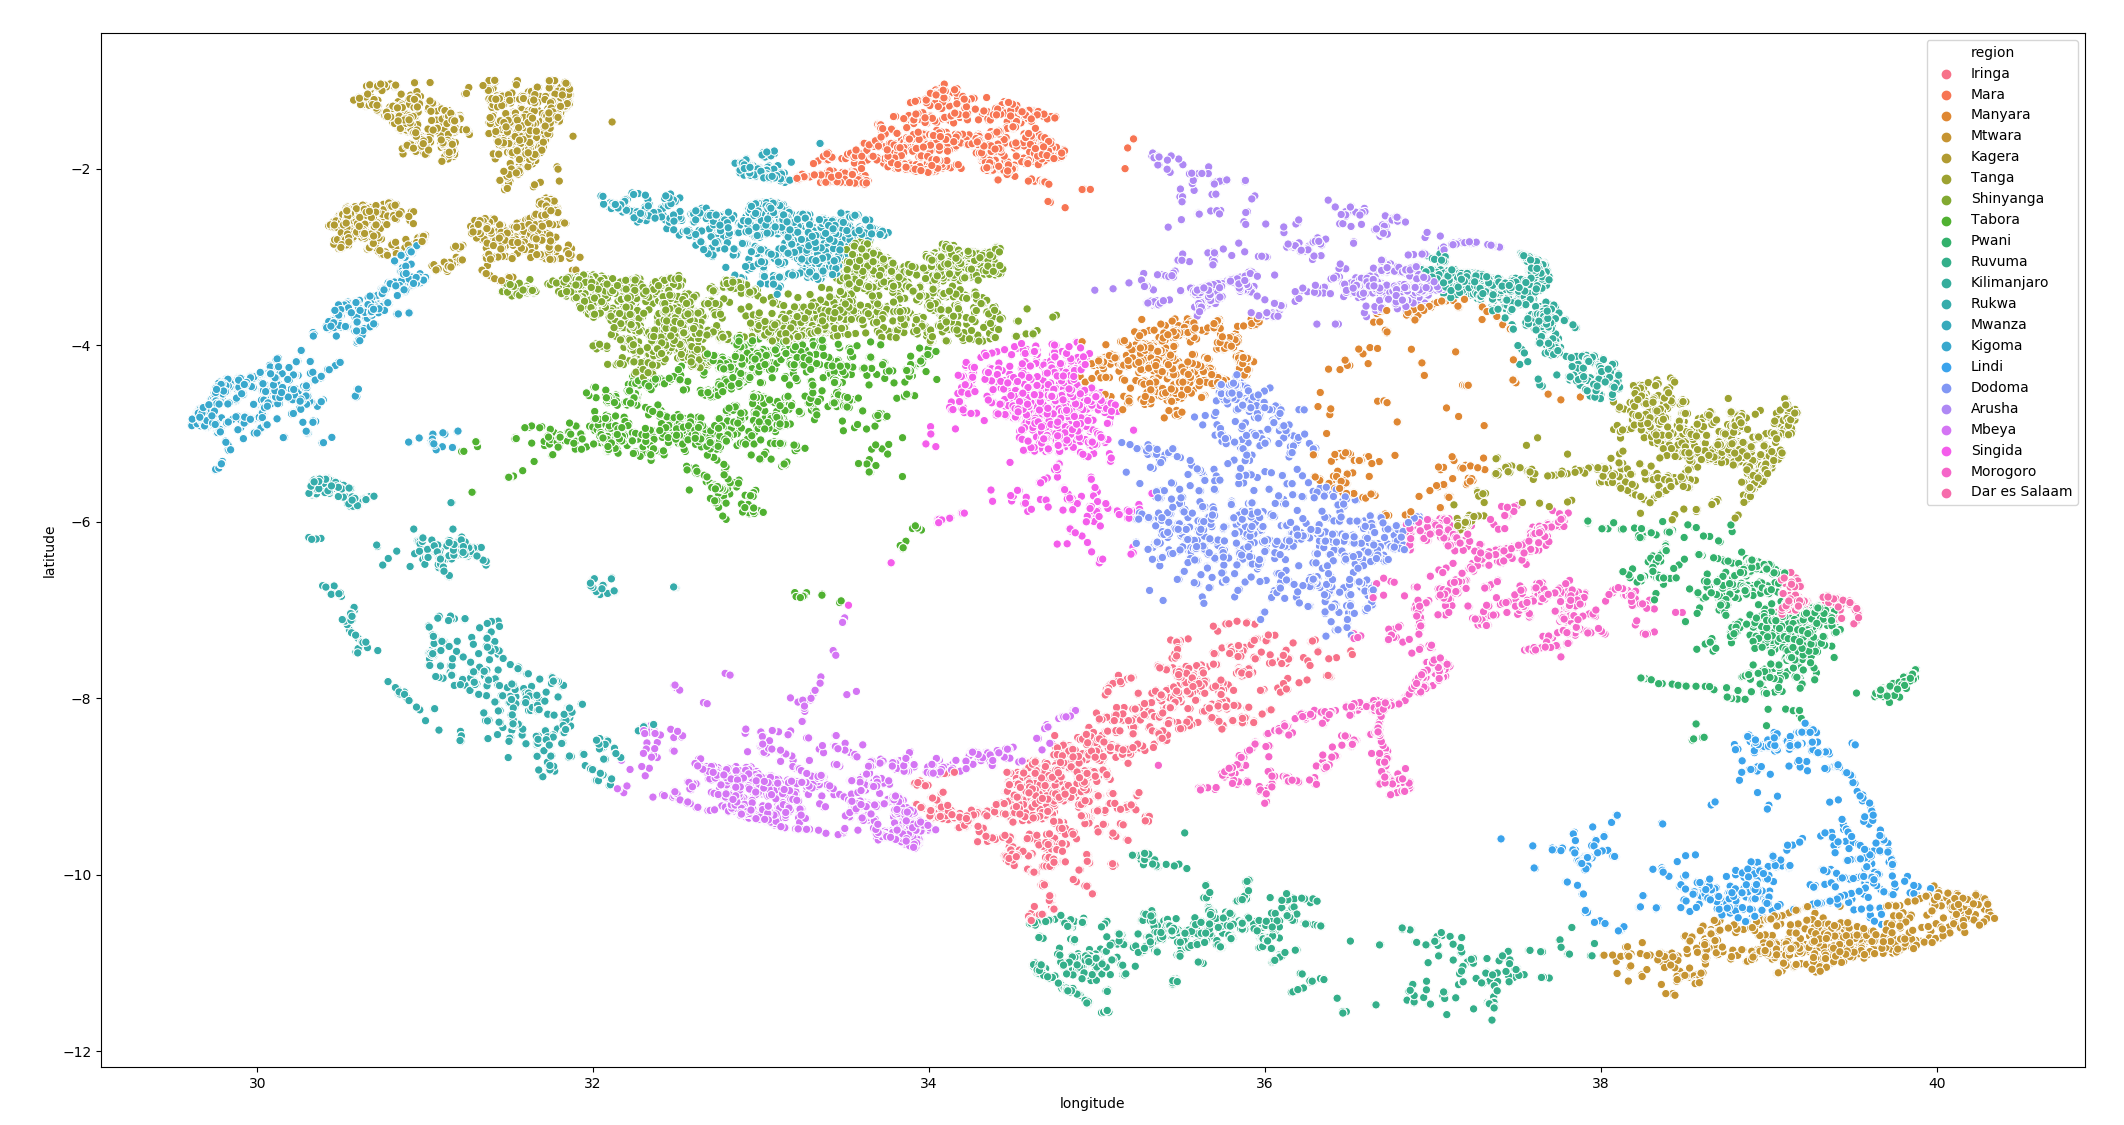 region
Iringa
Mara
Manyara
Mtwara
Kagera
Tanga
Shinyanga
Tabora
Pwani
Ruvuma
Kilimanjaro
Rukwa
Mwanza
Kigoma
Lindi
Dodoma
Arusha
Mbeya
Singida
Morogoro
Dar es Salaam
−2
−4
−6
−8
−10
−12
latitude
30
32
34
36
38
40
longitude